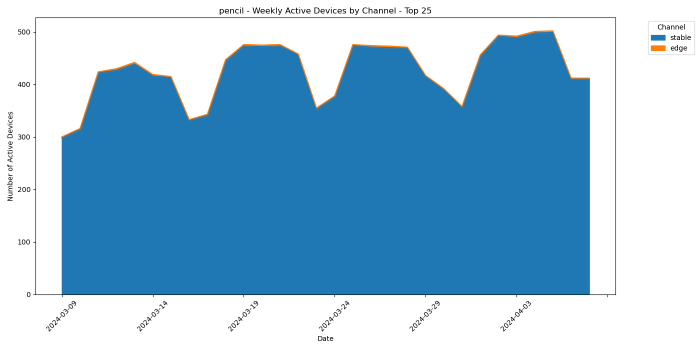 pencil - Weekly Active Devices by Channel - Top 25
Channel
stable
edge
Number of Active Devices
500
400
300
200
100
0
2024-03-09
2024-03-14
2024-03-19
2024-03-24
2024-03-29
2024-04-03
Date